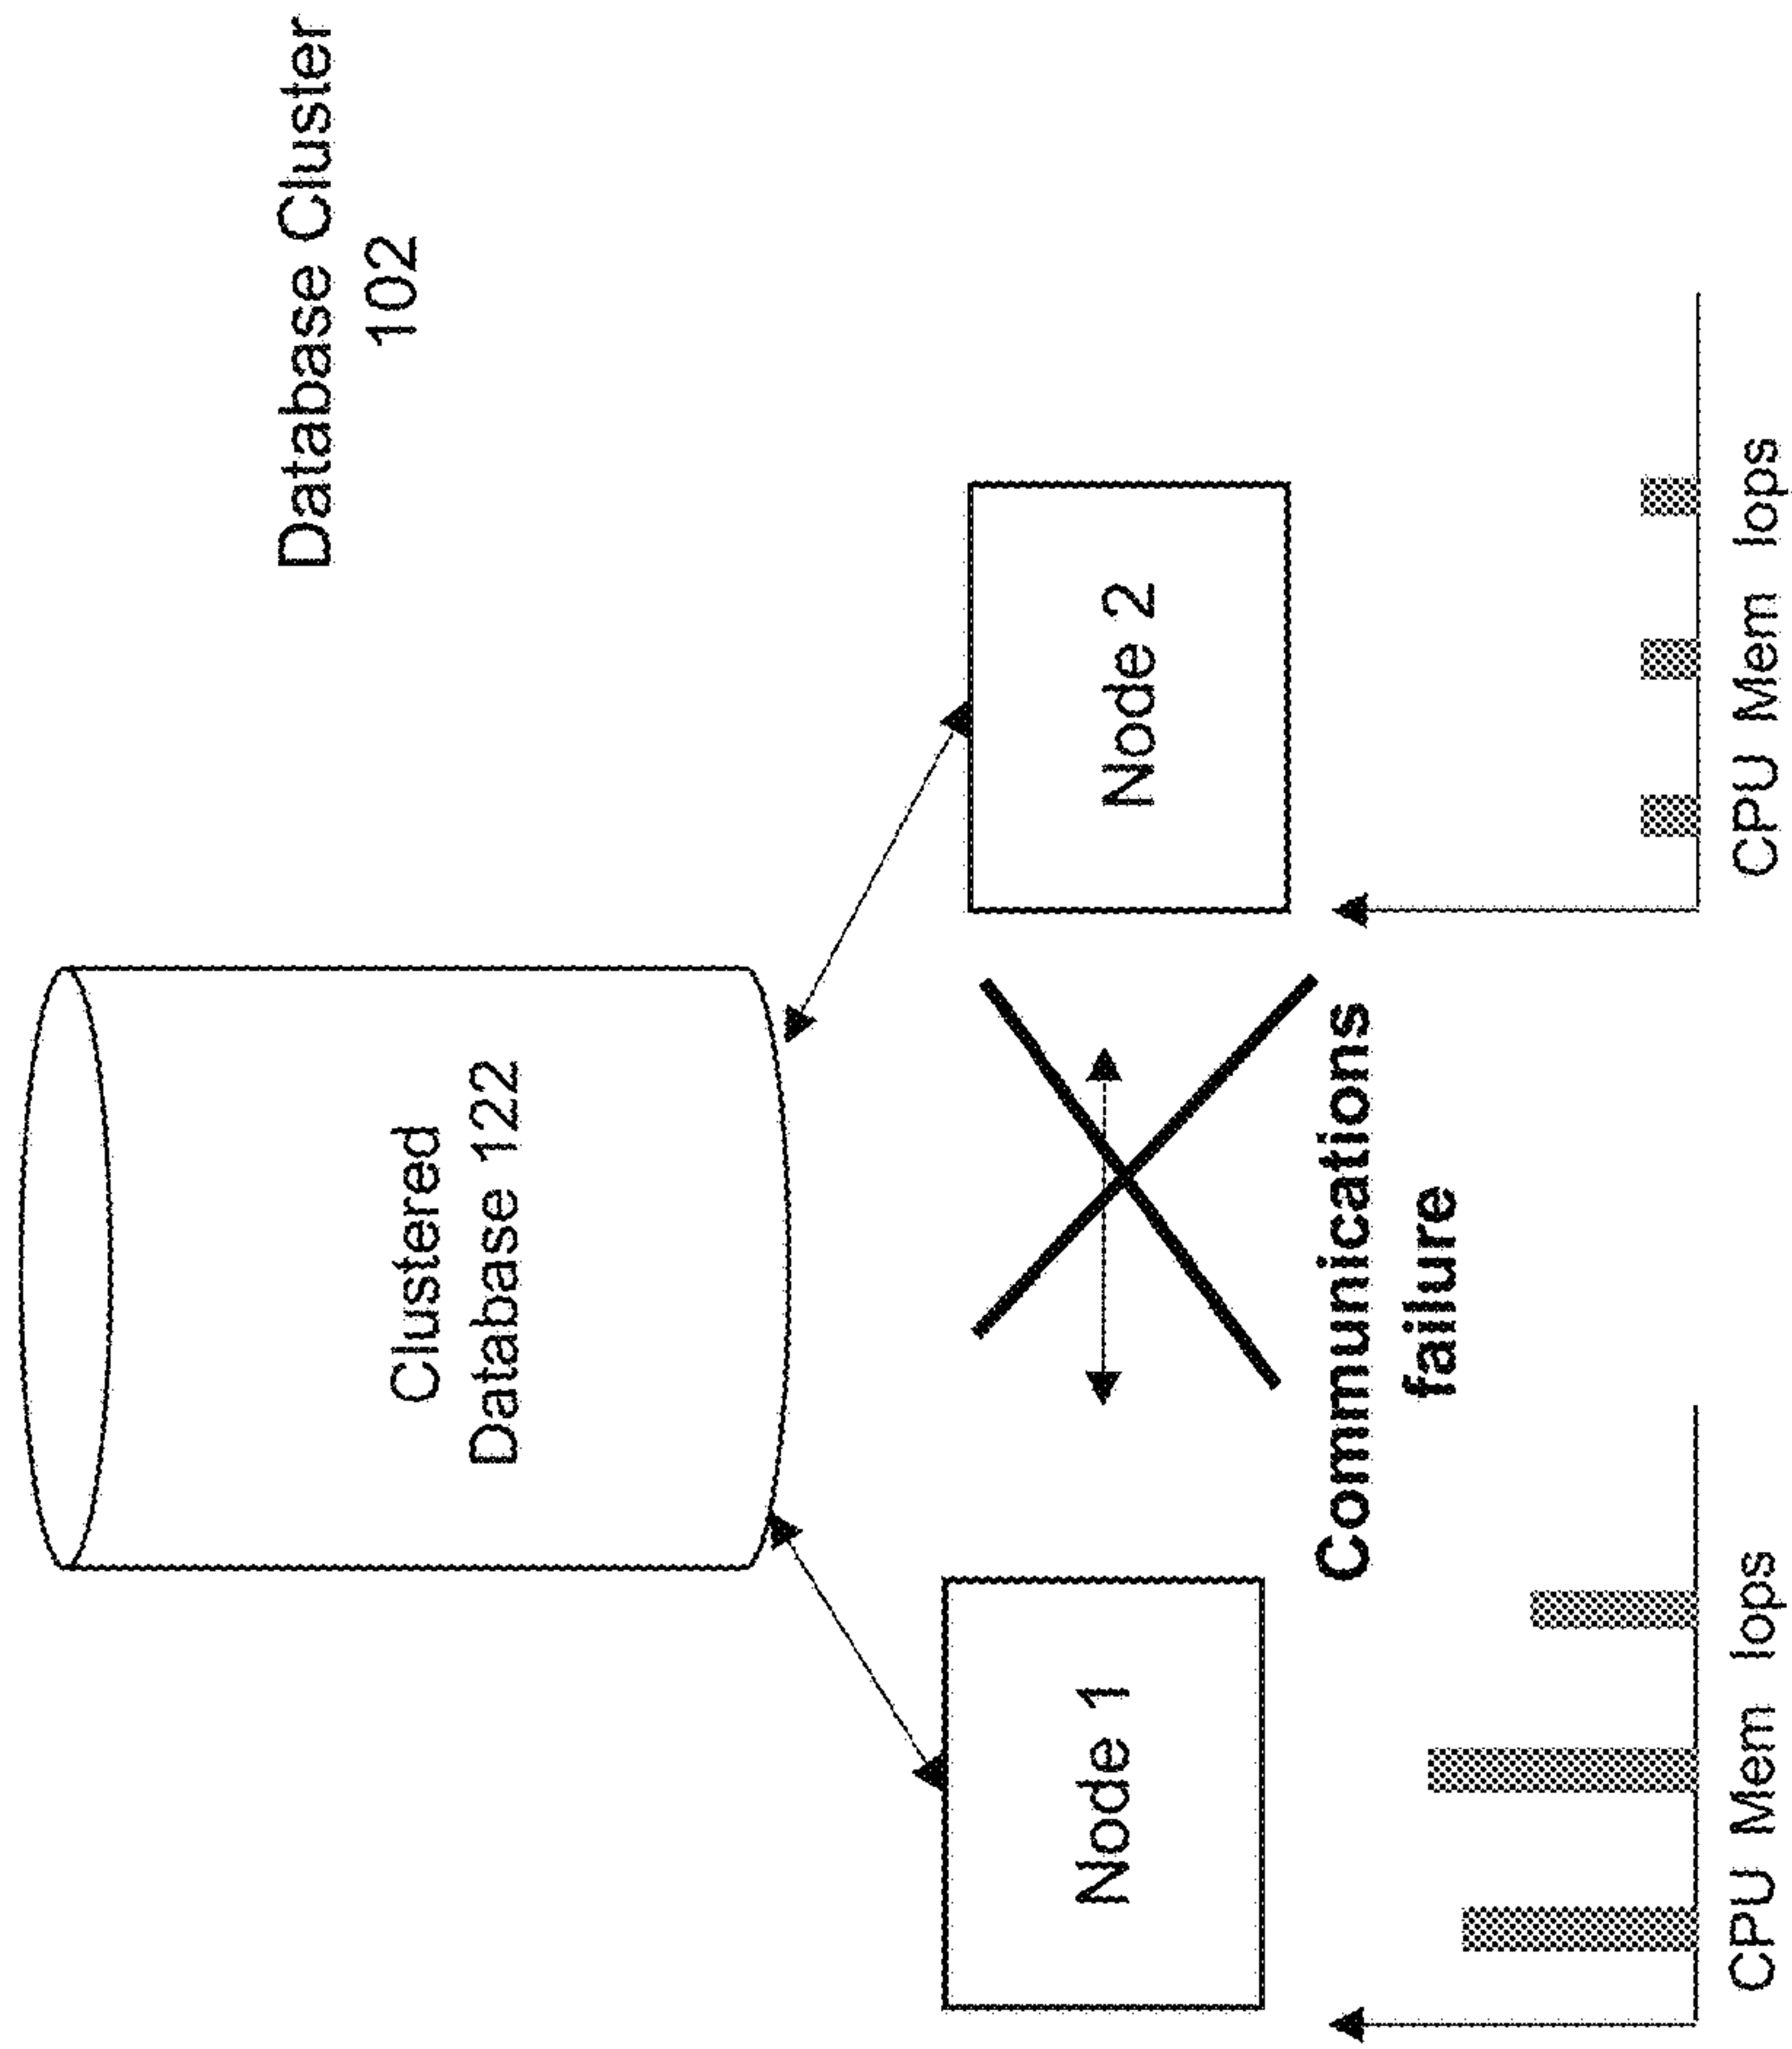 Database Cluster
102
Clustered
Database 122
Node 1
Node 2
Communications
failure
CPU Mem Iops
CPU Mem Iops